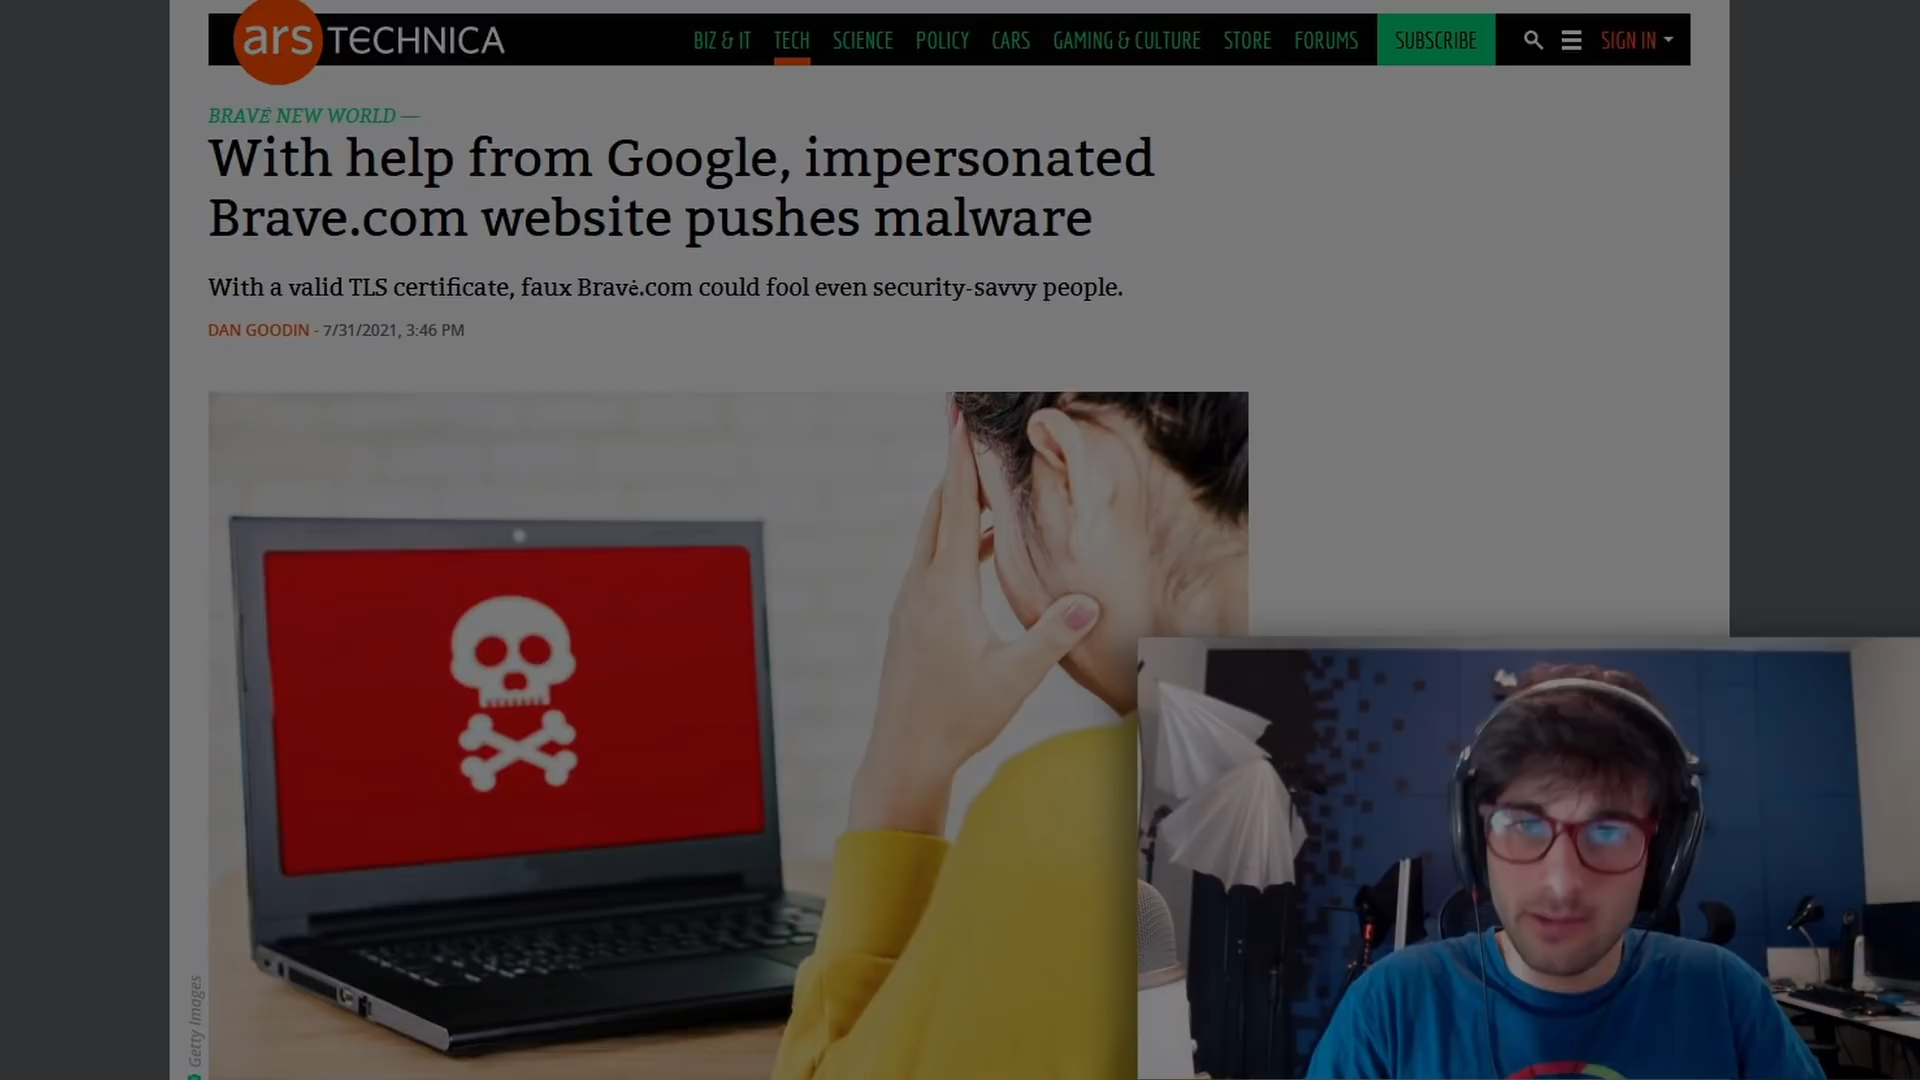 ars TECHNICA
BIZ & IT TECH SCIENCE POLICY CARS GAMING & CULTURE STORE FORUMS SUBSCRIBE SIGN IN
BRAVĖ NEW WORLD —
With help from Google, impersonated
Brave.com website pushes malware
With a valid TLS certificate, faux Bravė.com could fool even security-savvy people.
DAN GOODIN - 7/31/2021, 3:46 PM
Getty Images